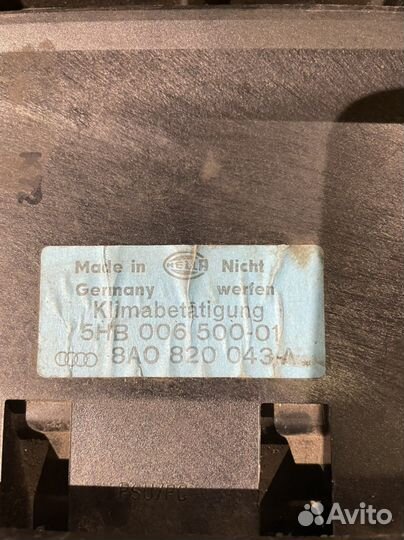 Made in HELLA Nicht
Germany werfen
Klimabetätigung
5HB 006 500-01
8A0 820 043-A
Avito